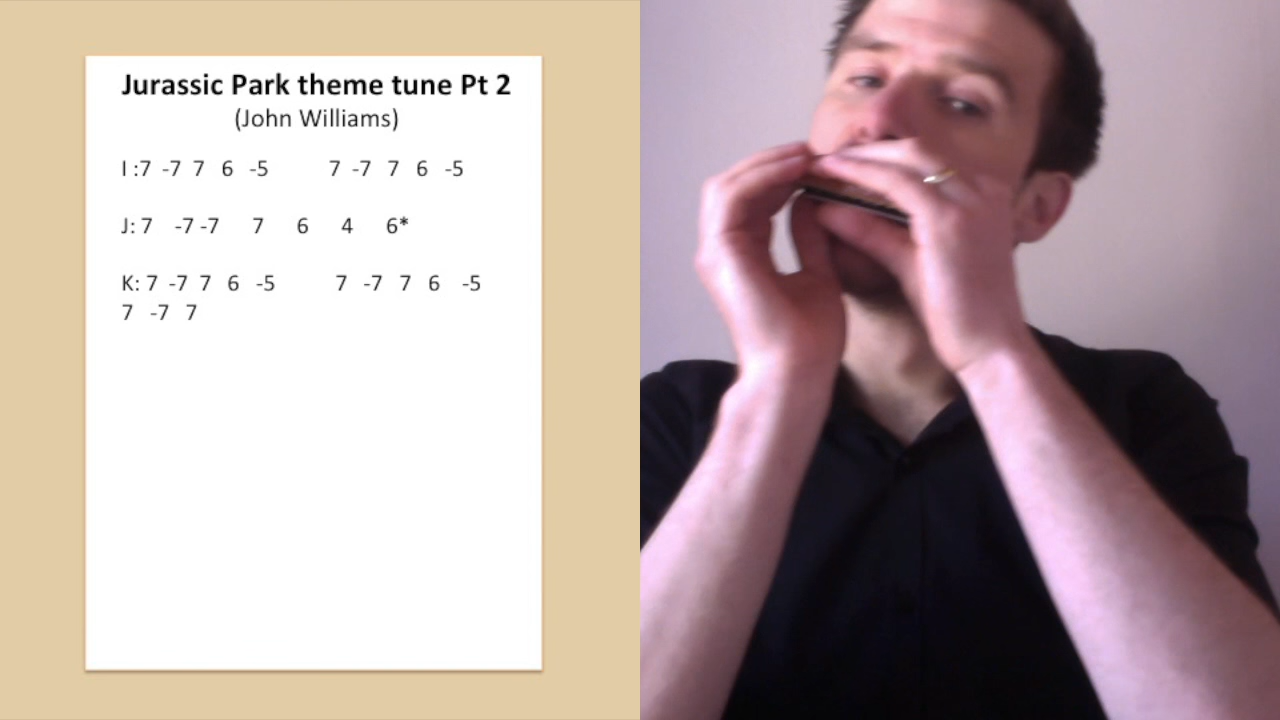 Jurassic Park theme tune Pt 2
(John Williams)
I :7 -7 7 6 -5 7 -7 7 6 -5
J: 7 -7 -7 7 6 4 6*
K: 7 -7 7 6 -5 7 -7 7 6 -5
7 -7 7